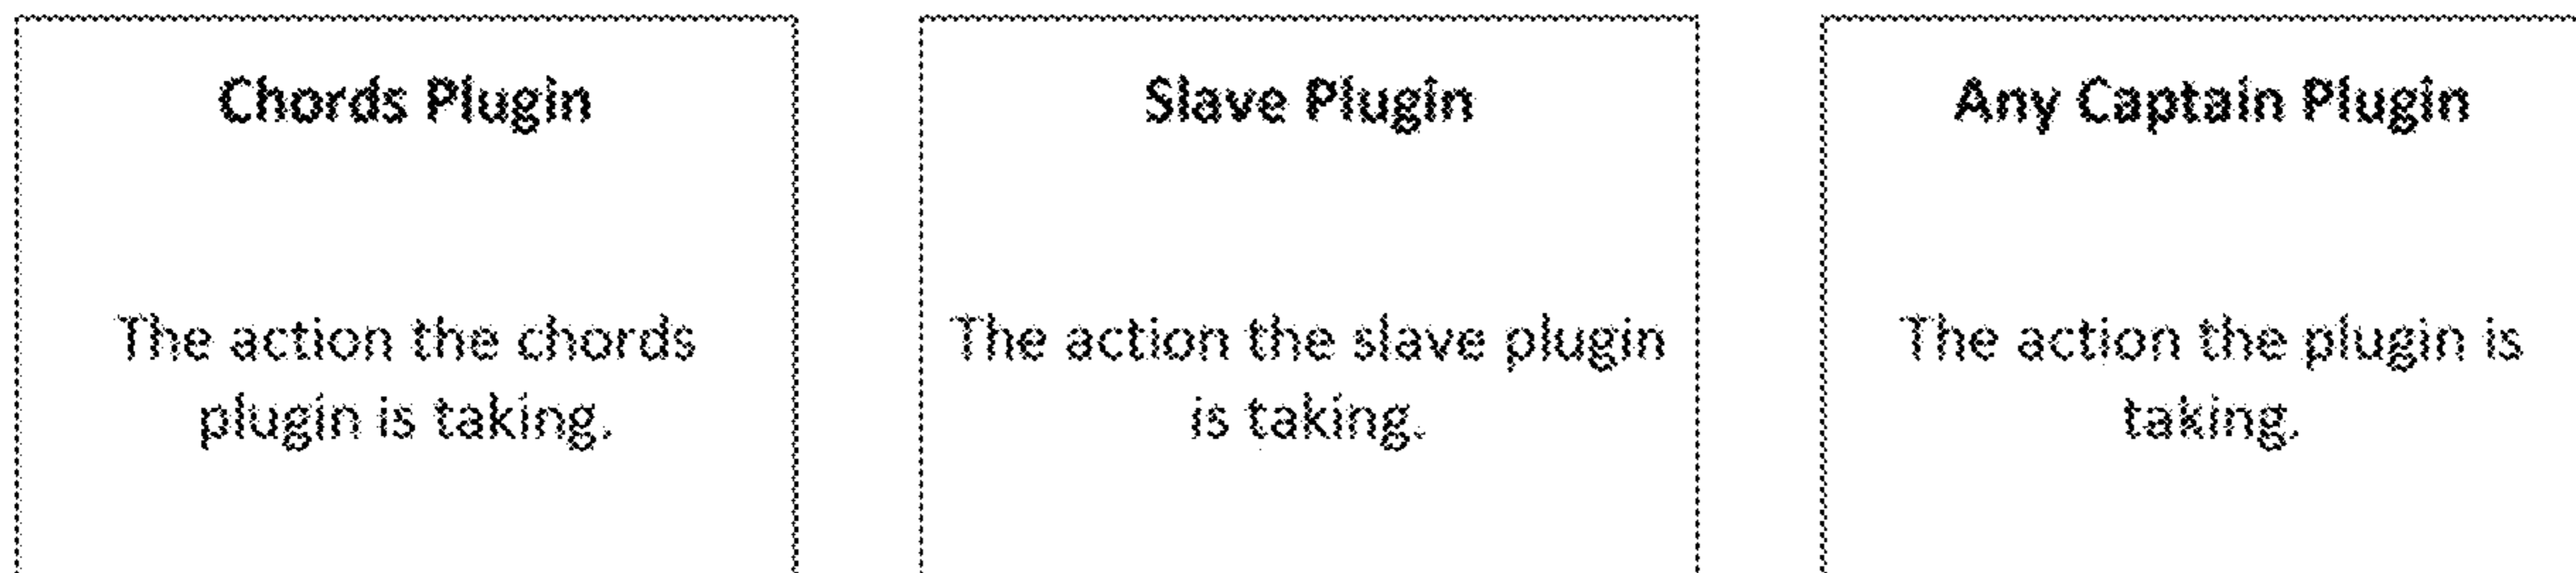 Chords Plugin
The action the chords
plugin is taking.
Slave Plugin
The action the slave plugin
is taking.
Any Captain Plugin
The action the plugin is
taking.